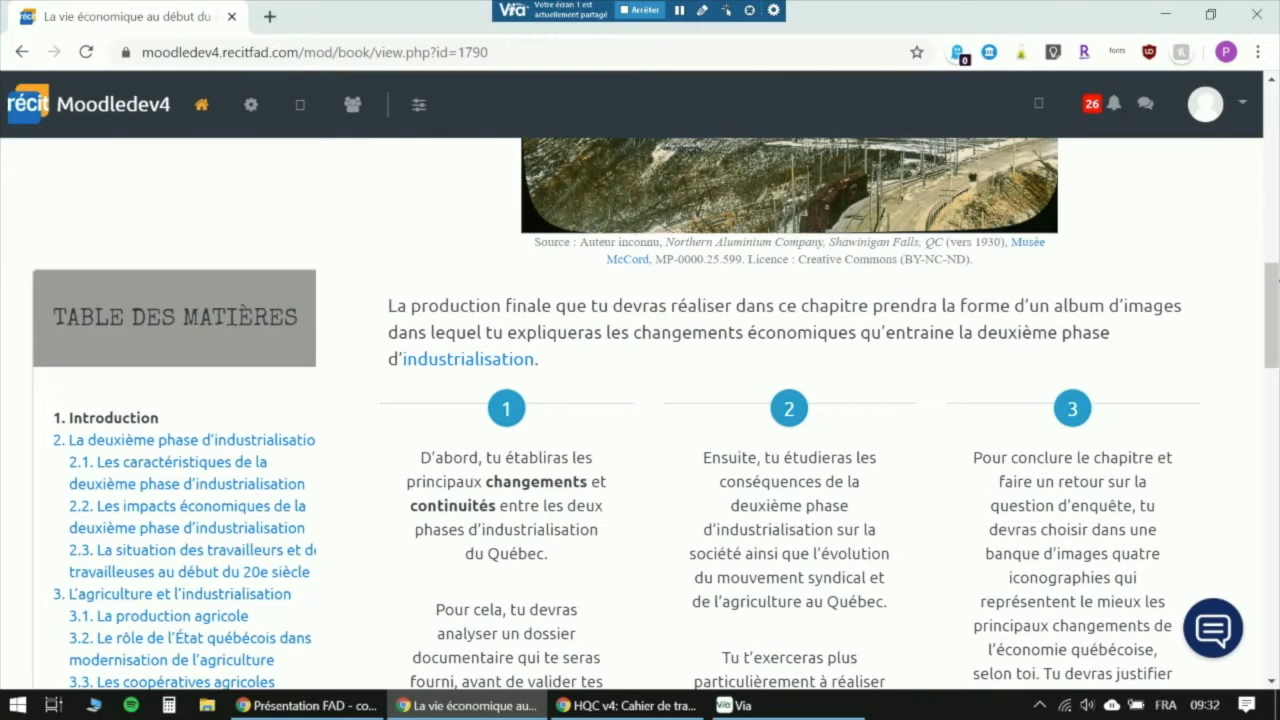 La vie économique au début du
Via
Votre écran 1 est
actuellement partagé
Arrêter
moodledev4.recitfad.com/mod/book/view.php?id=1790
0
fonts
R
P
récit Moodledev4
26
Source : Auteur inconnu, Northern Aluminium Company, Shawinigan Falls, QC (vers 1930), Musée
McCord, MP-0000.25.599. Licence : Creative Commons (BY-NC-ND).
TABLE DES MATIÈRES
1. Introduction
2. La deuxième phase d'industrialisatio
2.1. Les caractéristiques de la
deuxième phase d'industrialisation
2.2. Les impacts économiques de la
deuxième phase d'industrialisation
2.3. La situation des travailleurs et de
travailleuses au début du 20e siècle
3. L'agriculture et l'industrialisation
3.1. La production agricole
3.2. Le rôle de l'État québécois dans
modernisation de l'agriculture
3.3. Les coopératives agricoles
La production finale que tu devras réaliser dans ce chapitre prendra la forme d'un album d'images
dans lequel tu expliqueras les changements économiques qu'entraine la deuxième phase
d'industrialisation.
1
D'abord, tu établiras les
principaux changements et
continuités entre les deux
phases d'industrialisation
du Québec.
Pour cela, tu devras
analyser un dossier
documentaire qui te seras
fourni, avant de valider tes
2
Ensuite, tu étudieras les
conséquences de la
deuxième phase
d'industrialisation sur la
société ainsi que l'évolution
du mouvement syndical et
de l'agriculture au Québec.
Tu t'exerceras plus
particulièrement à réaliser
3
Pour conclure le chapitre et
faire un retour sur la
question d'enquête, tu
devras choisir dans une
banque d'images quatre
iconographies qui
représentent le mieux les
principaux changements de
l'économie québécoise,
selon toi. Tu devras justifier
Présentation FAD - co...
La vie économique au...
HQC v4: Cahier de tra...
Via Via
FRA
09:32